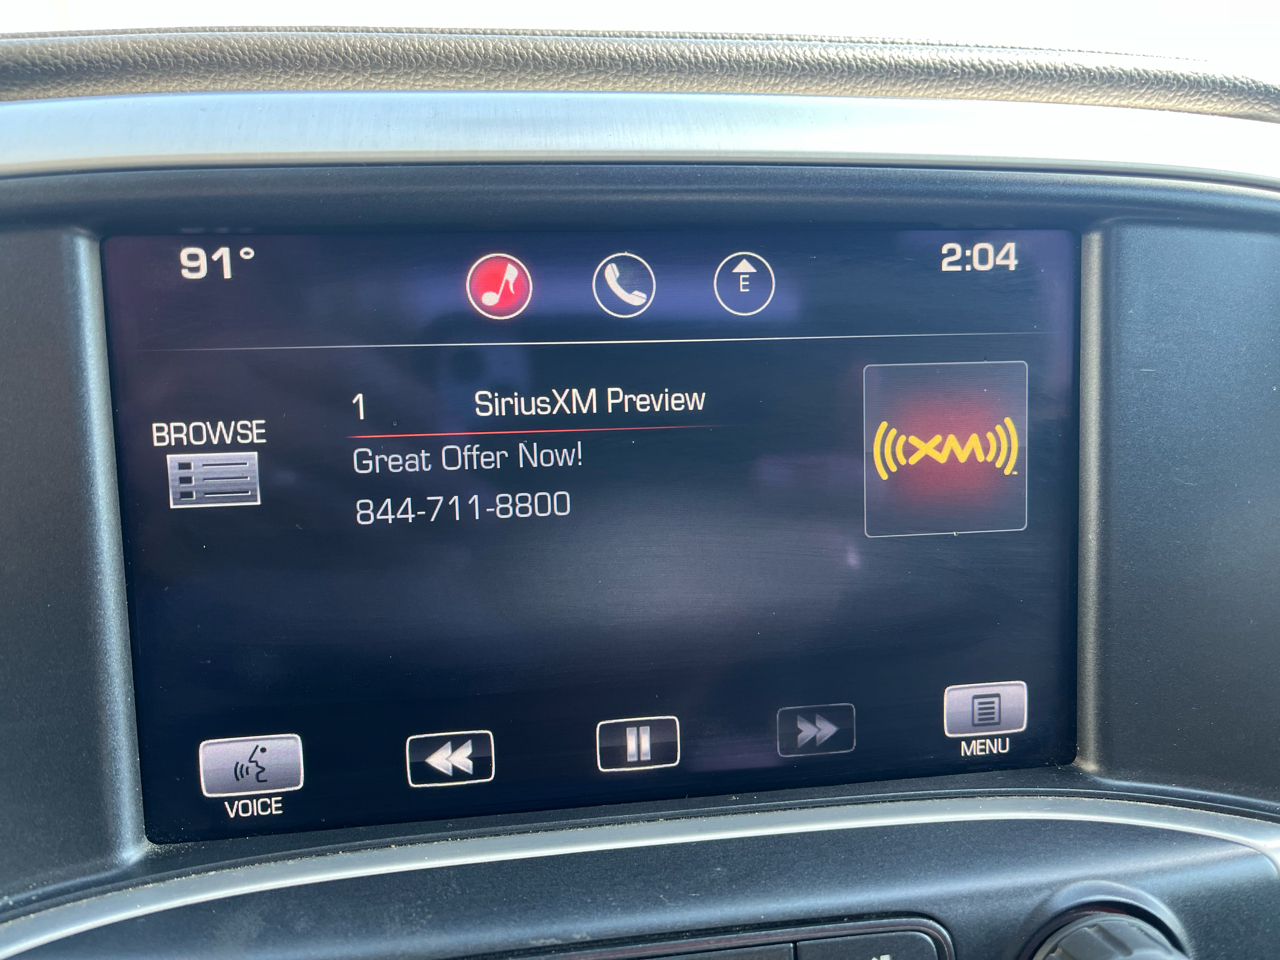 91°
E
2:04
1 SiriusXM Preview
BROWSE
Great Offer Now!
844-711-8800
XM
VOICE
MENU